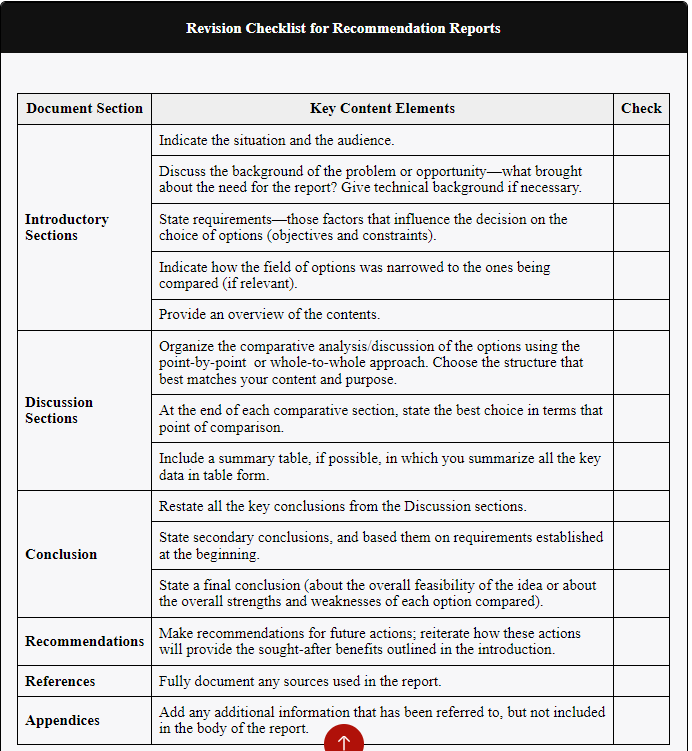 Revision Checklist for Recommendation Reports
Document Section
Key Content Elements
Check
Introductory
Sections
Indicate the situation and the audience.
Discuss the background of the problem or opportunity—what brought
about the need for the report? Give technical background if necessary.
State requirements—those factors that influence the decision on the
choice of options (objectives and constraints).
Indicate how the field of options was narrowed to the ones being
compared (if relevant).
Provide an overview of the contents.
Discussion
Sections
Organize the comparative analysis/discussion of the options using the
point-by-point or whole-to-whole approach. Choose the structure that
best matches your content and purpose.
At the end of each comparative section, state the best choice in terms that
point of comparison.
Include a summary table, if possible, in which you summarize all the key
data in table form.
Conclusion
Restate all the key conclusions from the Discussion sections.
State secondary conclusions, and based them on requirements established
at the beginning.
State a final conclusion (about the overall feasibility of the idea or about
the overall strengths and weaknesses of each option compared).
Recommendations
Make recommendations for future actions; reiterate how these actions
will provide the sought-after benefits outlined in the introduction.
References
Fully document any sources used in the report.
Appendices
Add any additional information that has been referred to, but not included
in the body of the report.